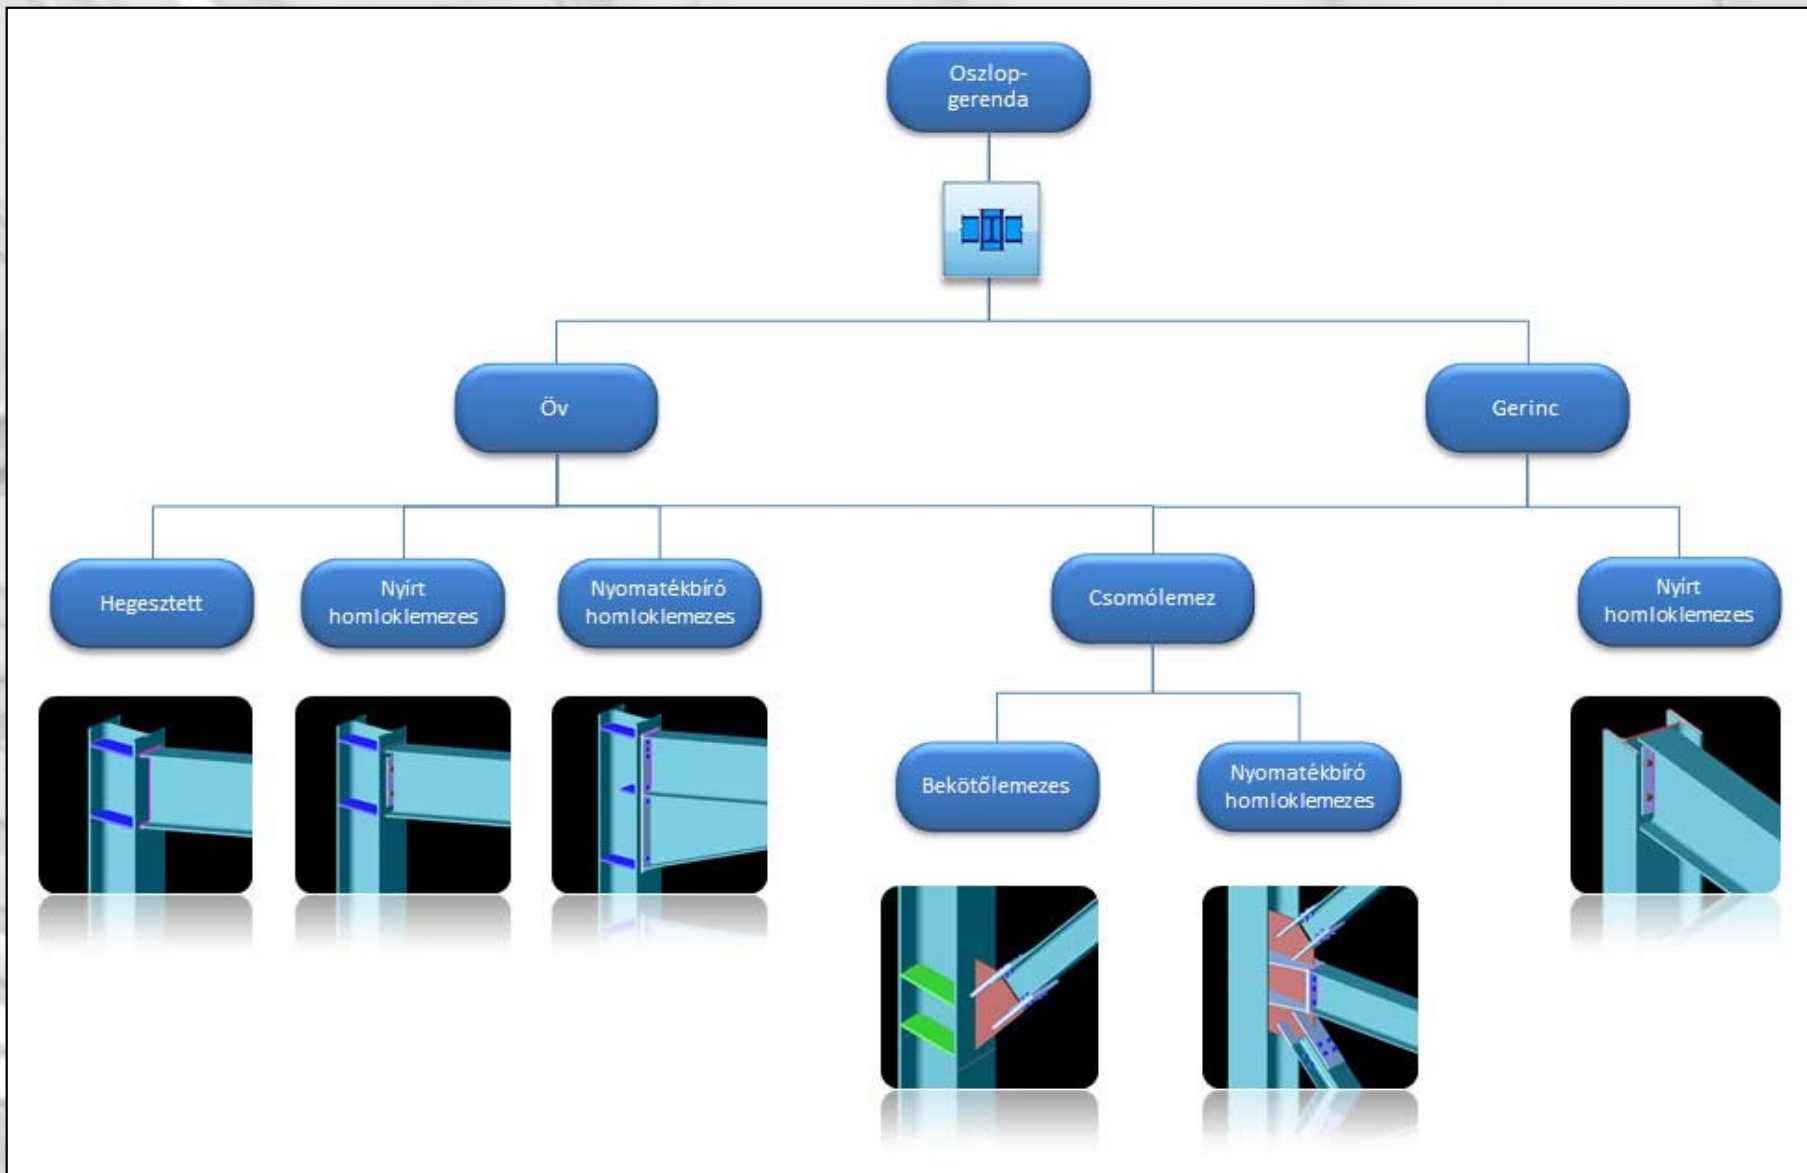 Oszlop-
gerenda
Öv
Gerinc
Hegesztett
Nyírt
homloklemezes
Nyomatékbíró
homloklemezes
Csomólemez
Nyírt
homloklemezes
Bekötőlemezes
Nyomatékbíró
homloklemezes